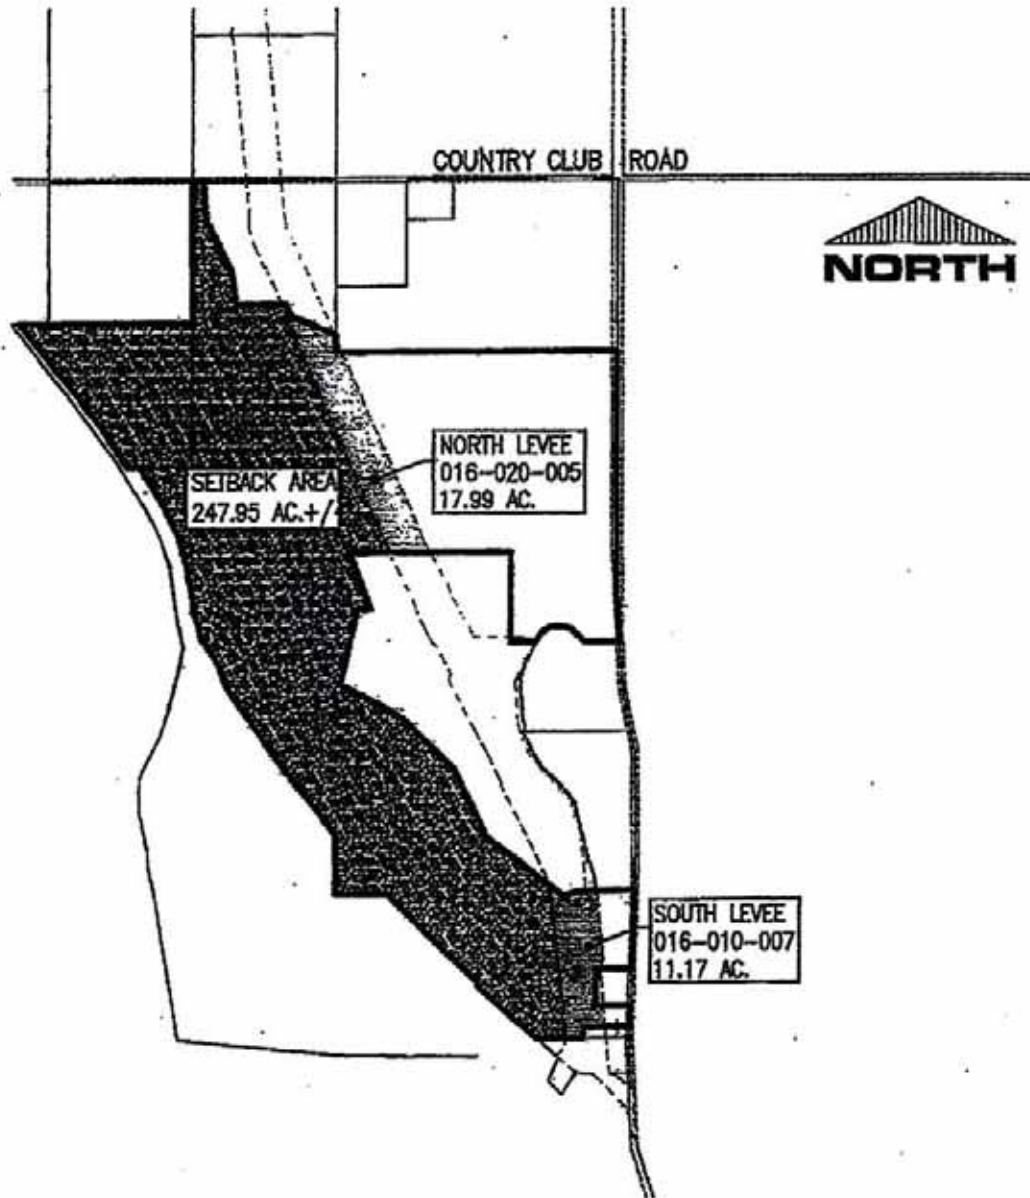 COUNTRY CLUB ROAD
NORTH
NORTH LEVEE
016-020-005
17.99 AC.
SETBACK AREA
247.95 AC.+/
SOUTH LEVEE
016-010-007
11.17 AC.